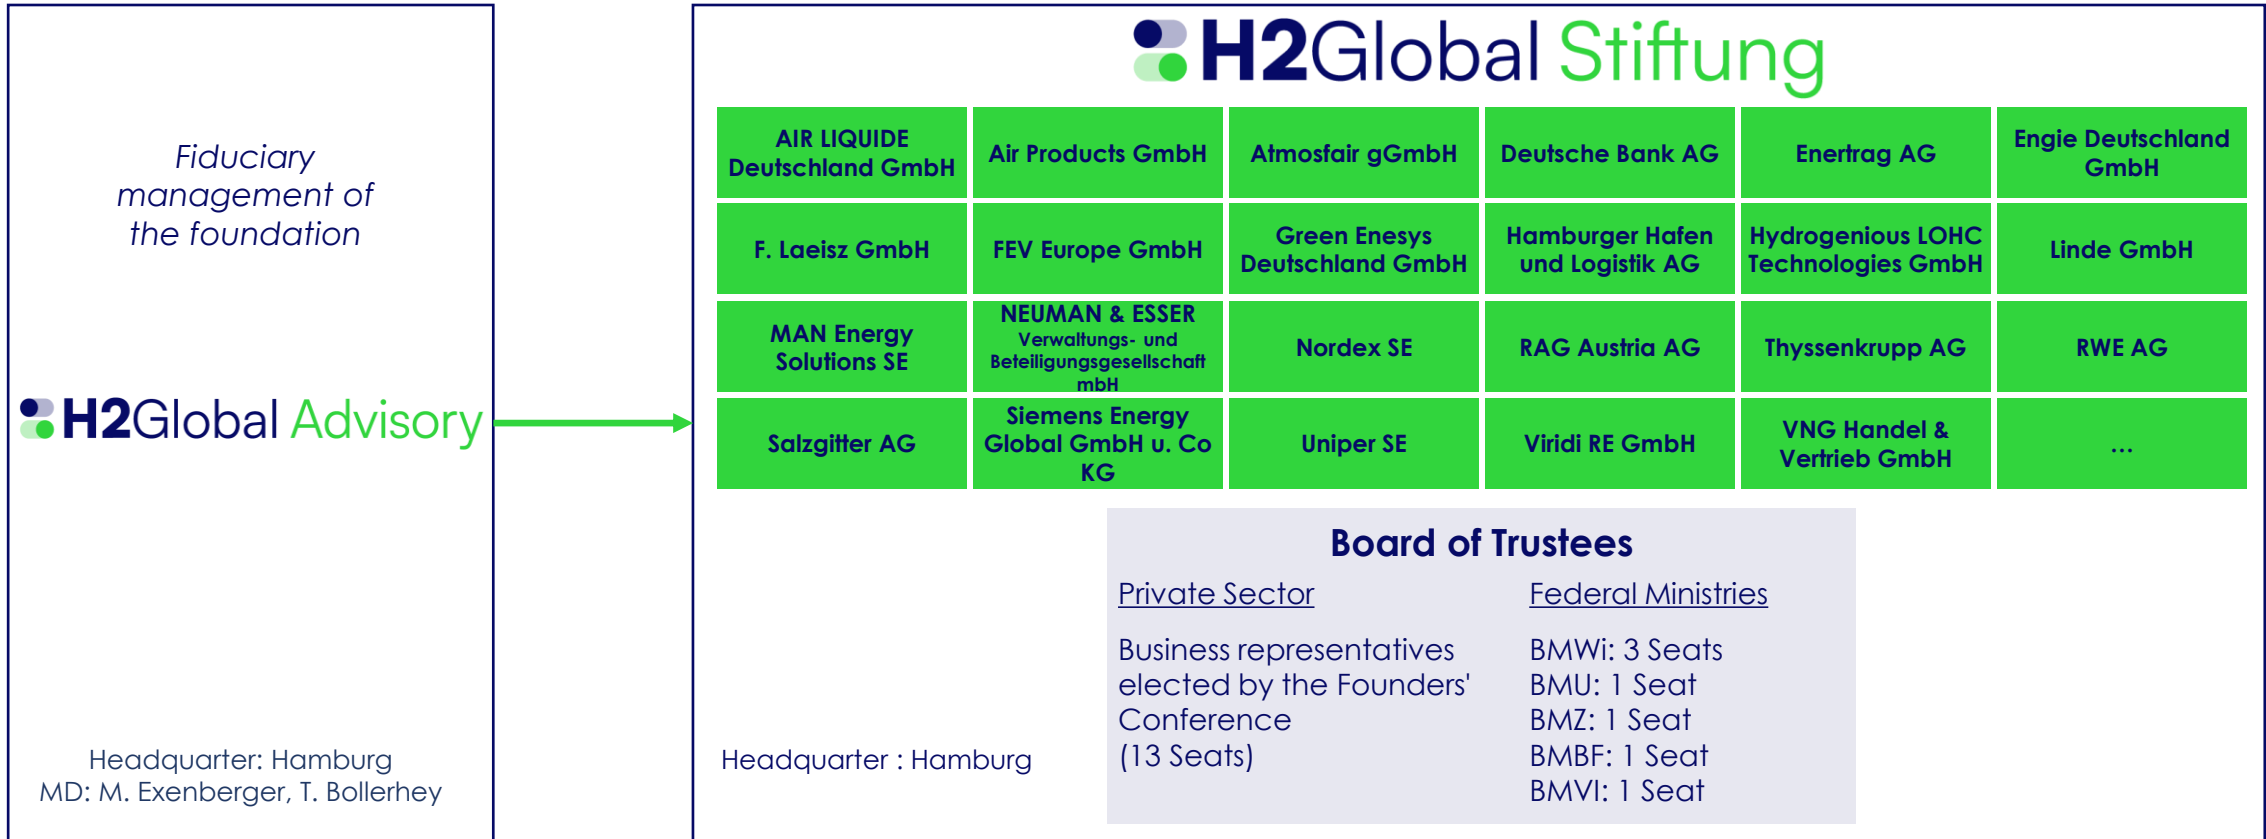 Fiduciary
management of
the foundation
H2Global Advisory
Headquarter: Hamburg
MD: M. Exenberger, T. Bollerhey
H2Global Stiftung
AIR LIQUIDE
Deutschland GmbH
Air Products GmbH
Atmosfair gGmbH
Deutsche Bank AG
Enertrag AG
Engie Deutschland
GmbH
F. Laeisz GmbH
FEV Europe GmbH
Green Enesys
Deutschland GmbH
Hamburger Hafen
und Logistik AG
Hydrogenious LOHC
Technologies GmbH
Linde GmbH
MAN Energy
Solutions SE
NEUMAN & ESSER
Verwaltungs- und
Beteiligungsgesellschaft
mbH
Nordex SE
RAG Austria AG
Thyssenkrupp AG
RWE AG
Salzgitter AG
Siemens Energy
Global GmbH u. Co
KG
Uniper SE
Viridi RE GmbH
VNG Handel &
Vertrieb GmbH
...
Board of Trustees
Private Sector
Business representatives
elected by the Founders'
Conference
(13 Seats)
Federal Ministries
BMWi: 3 Seats
BMU: 1 Seat
BMZ: 1 Seat
BMBF: 1 Seat
BMVI: 1 Seat
Headquarter : Hamburg